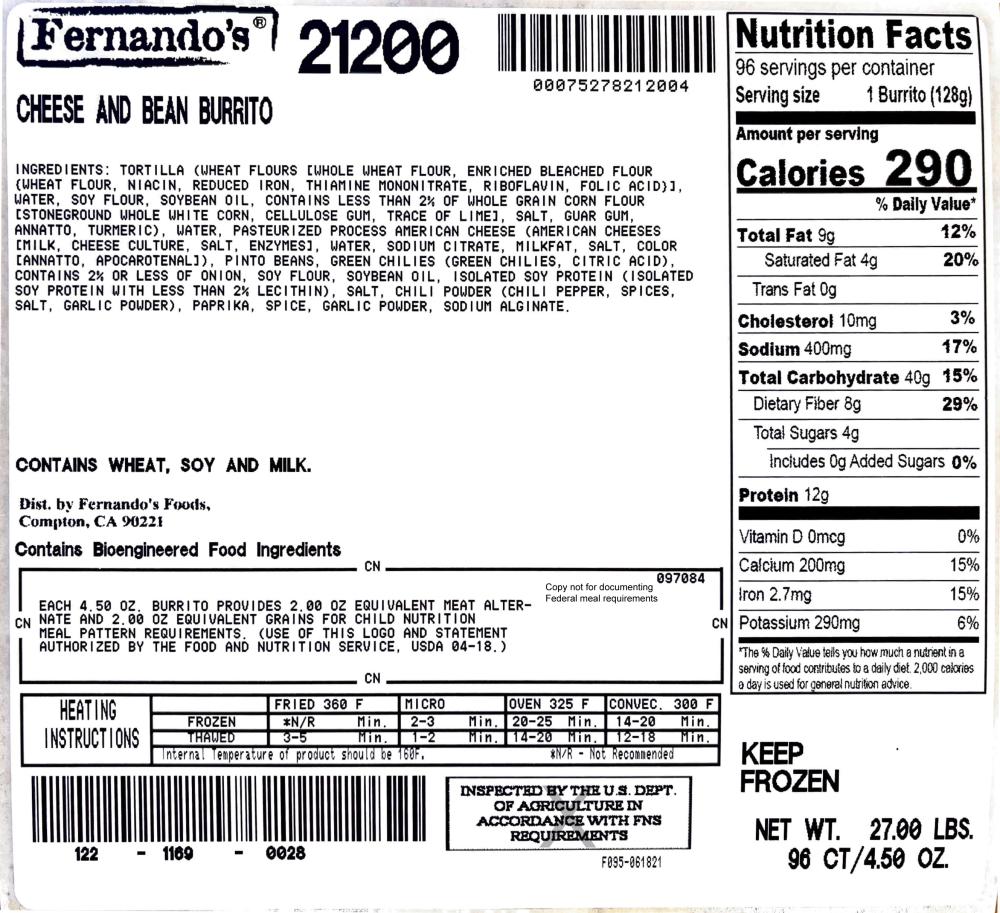 Fernando's®
21200
00075278212004
CHEESE AND BEAN BURRITO
INGREDIENTS: TORTILLA (WHEAT FLOURS [WHOLE WHEAT FLOUR, ENRICHED BLEACHED FLOUR
(WHEAT FLOUR, NIACIN, REDUCED IRON, THIAMINE MONONITRATE, RIBOFLAVIN, FOLIC ACID)],
WATER, SOY FLOUR, SOYBEAN OIL, CONTAINS LESS THAN 2% OF WHOLE GRAIN CORN FLOUR
[STONEGROUND WHOLE WHITE CORN, CELLULOSE GUM, TRACE OF LIME], SALT, GUAR GUM,
ANNATTO, TURMERIC), WATER, PASTEURIZED PROCESS AMERICAN CHEESE (AMERICAN CHEESES
[MILK, CHEESE CULTURE, SALT, ENZYMES], WATER, SODIUM CITRATE, MILKFAT, SALT, COLOR
[ANNATTO, APOCAROTENAL]), PINTO BEANS, GREEN CHILIES (GREEN CHILIES, CITRIC ACID),
CONTAINS 2% OR LESS OF ONION, SOY FLOUR, SOYBEAN OIL, ISOLATED SOY PROTEIN (ISOLATED
SOY PROTEIN WITH LESS THAN 2% LECITHIN), SALT, CHILI POWDER (CHILI PEPPER, SPICES,
SALT, GARLIC POWDER), PAPRIKA, SPICE, GARLIC POWDER, SODIUM ALGINATE.
CONTAINS WHEAT, SOY AND MILK.
Dist. by Fernando's Foods,
Compton, CA 90221
Contains Bioengineered Food Ingredients
CN
097084
Copy not for documenting
Federal meal requirements
EACH 4.50 OZ. BURRITO PROVIDES 2.00 OZ EQUIVALENT MEAT ALTER-
CN NATE AND 2.00 OZ EQUIVALENT GRAINS FOR CHILD NUTRITION CN
MEAL PATTERN REQUIREMENTS. (USE OF THIS LOGO AND STATEMENT
AUTHORIZED BY THE FOOD AND NUTRITION SERVICE, USDA 04-18.)
CN
HEATING INSTRUCTIONS
FRIED 360 F MICRO OVEN 325 F CONVEC. 300 F
FROZEN *N/R Min. 2-3 Min. 20-25 Min. 14-20 Min.
THAWED 3-5 Min. 1-2 Min. 14-20 Min. 12-18 Min.
Internal Temperature of product should be 160F. *N/R - Not Recommended
122 - 1169 - 0028
INSPECTED BY THE U.S. DEPT.
OF AGRICULTURE IN
ACCORDANCE WITH FNS
REQUIREMENTS
F095-061821
Nutrition Facts
96 servings per container
Serving size 1 Burrito (128g)
Amount per serving
Calories 290
% Daily Value*
Total Fat 9g 12%
Saturated Fat 4g 20%
Trans Fat 0g
Cholesterol 10mg 3%
Sodium 400mg 17%
Total Carbohydrate 40g 15%
Dietary Fiber 8g 29%
Total Sugars 4g
Includes 0g Added Sugars 0%
Protein 12g
Vitamin D 0mcg 0%
Calcium 200mg 15%
Iron 2.7mg 15%
Potassium 290mg 6%
*The % Daily Value tells you how much a nutrient in a
serving of food contributes to a daily diet. 2,000 calories
a day is used for general nutrition advice.
KEEP
FROZEN
NET WT. 27.00 LBS.
96 CT/4.50 OZ.